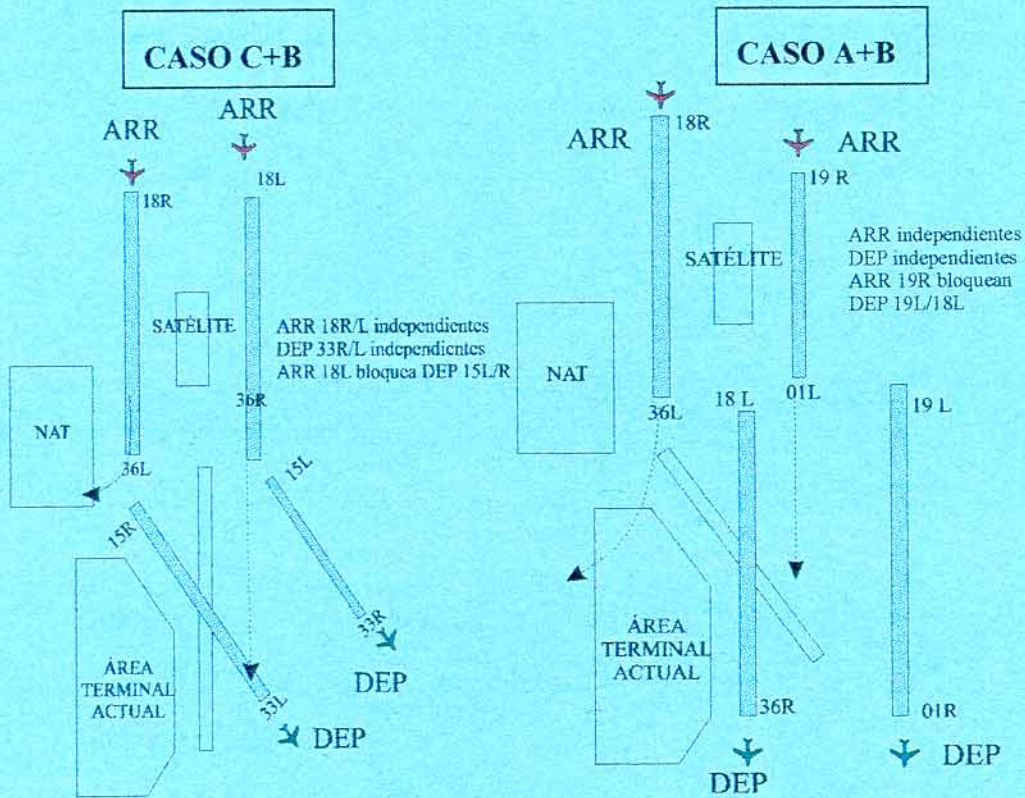 CASO C+B
ARR
ARR
18R
18L
SATÉLITE
ARR 18R/L independientes
DEP 33R/L independientes
ARR 18L bloquea DEP 15L/R
36R
NAT
36L
15L
15R
33R
DEP
ÁREA
TERMINAL
ACTUAL
33L
DEP
CASO A+B
ARR
18R
ARR
19 R
SATÉLITE
ARR independientes
DEP independientes
ARR 19R bloquean
DEP 19L/18L
NAT
36L
18 L
01L
19 L
ÁREA
TERMINAL
ACTUAL
36R
01R
DEP
DEP